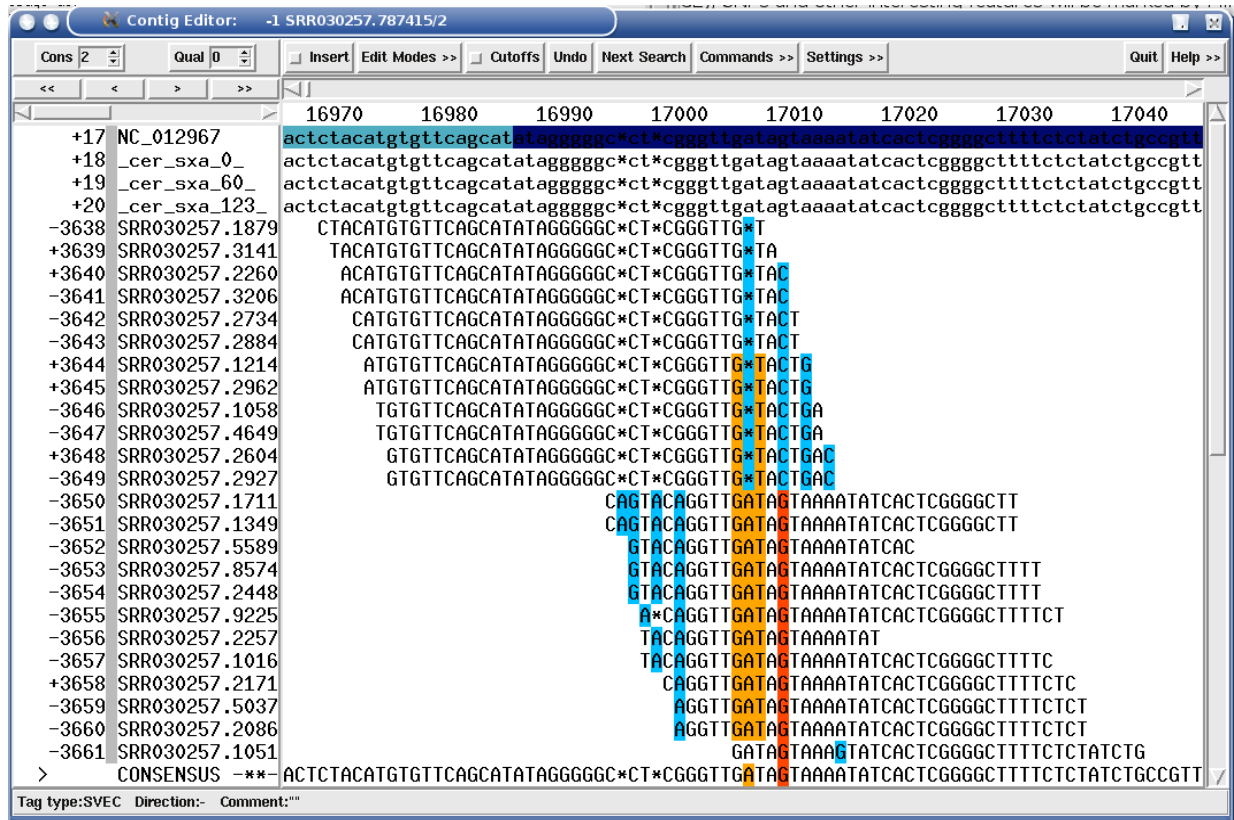 Contig Editor: -1 SRR030257.787415/2
Cons 2 Qual 0 Insert Edit Modes >> Cutoffs Undo Next Search Commands >> Settings >> Quit Help >>
<< < > >>
16970 16980 16990 17000 17010 17020 17030 17040
+17 NC_012967 actctacatgtgttcagcatatagggggc*ct*cgggttgatagtaaaatatcactcggggcttttctctatctgccgtt
+18 _cer_sxa_0_ actctacatgtgttcagcatatagggggc*ct*cgggttgatagtaaaatatcactcggggcttttctctatctgccgtt
+19 _cer_sxa_60_ actctacatgtgttcagcatatagggggc*ct*cgggttgatagtaaaatatcactcggggcttttctctatctgccgtt
+20 _cer_sxa_123_ actctacatgtgttcagcatatagggggc*ct*cgggttgatagtaaaatatcactcggggcttttctctatctgccgtt
-3638 SRR030257.1879 CTACATGTGTTCAGCATATAGGGGGC*CT*CGGGTTG*T
+3639 SRR030257.3141 TACATGTGTTCAGCATATAGGGGGC*CT*CGGGTTG*TA
+3640 SRR030257.2260 ACATGTGTTCAGCATATAGGGGGC*CT*CGGGTTG*TAC
-3641 SRR030257.3206 ACATGTGTTCAGCATATAGGGGGC*CT*CGGGTTG*TAC
-3642 SRR030257.2734 CATGTGTTCAGCATATAGGGGGC*CT*CGGGTTG*TACT
-3643 SRR030257.2884 CATGTGTTCAGCATATAGGGGGC*CT*CGGGTTG*TACT
+3644 SRR030257.1214 ATGTGTTCAGCATATAGGGGGC*CT*CGGGTTG*TACTG
+3645 SRR030257.2962 ATGTGTTCAGCATATAGGGGGC*CT*CGGGTTG*TACTG
-3646 SRR030257.1058 TGTGTTCAGCATATAGGGGGC*CT*CGGGTTG*TACTGA
-3647 SRR030257.4649 TGTGTTCAGCATATAGGGGGC*CT*CGGGTTG*TACTGA
+3648 SRR030257.2604 GTGTTCAGCATATAGGGGGC*CT*CGGGTTG*TACTGAC
-3649 SRR030257.2927 GTGTTCAGCATATAGGGGGC*CT*CGGGTTG*TACTGAC
-3650 SRR030257.1711 CAGTACAGGTTGATAGTAAAATATCACTCGGGGCTT
-3651 SRR030257.1349 CAGTACAGGTTGATAGTAAAATATCACTCGGGGCTT
-3652 SRR030257.5589 GTACAGGTTGATAGTAAAATATCAC
-3653 SRR030257.8574 GTACAGGTTGATAGTAAAATATCACTCGGGGCTTTT
-3654 SRR030257.2448 GTACAGGTTGATAGTAAAATATCACTCGGGGCTTTT
-3655 SRR030257.9225 A*CAGGTTGATAGTAAAATATCACTCGGGGCTTTTCT
-3656 SRR030257.2257 TACAGGTTGATAGTAAAATAT
-3657 SRR030257.1016 TACAGGTTGATAGTAAAATATCACTCGGGGCTTTTC
+3658 SRR030257.2171 CAGGTTGATAGTAAAATATCACTCGGGGCTTTTCTC
-3659 SRR030257.5037 AGGTTGATAGTAAAATATCACTCGGGGCTTTTCTCT
-3660 SRR030257.2086 AGGTTGATAGTAAAATATCACTCGGGGCTTTTCTCT
-3661 SRR030257.1051 GATAGTAAAGTATCACTCGGGGCTTTTCTCTATCTG
> CONSENSUS -**- ACTCTACATGTGTTCAGCATATAGGGGGC*CT*CGGGTTGATAGTAAAATATCACTCGGGGCTTTTCTCTATCTGCCGTT
Tag type:SVEC Direction:- Comment:""